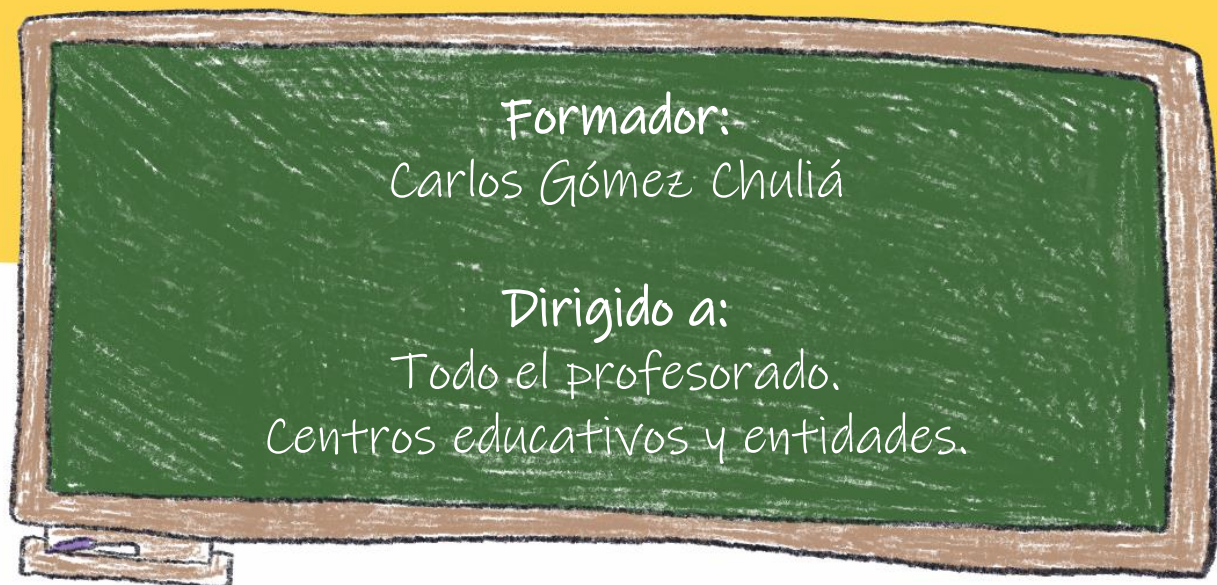 Formador:
Carlos Gómez Chuliá
Dirigido a:
Todo el profesorado.
Centros educativos y entidades.